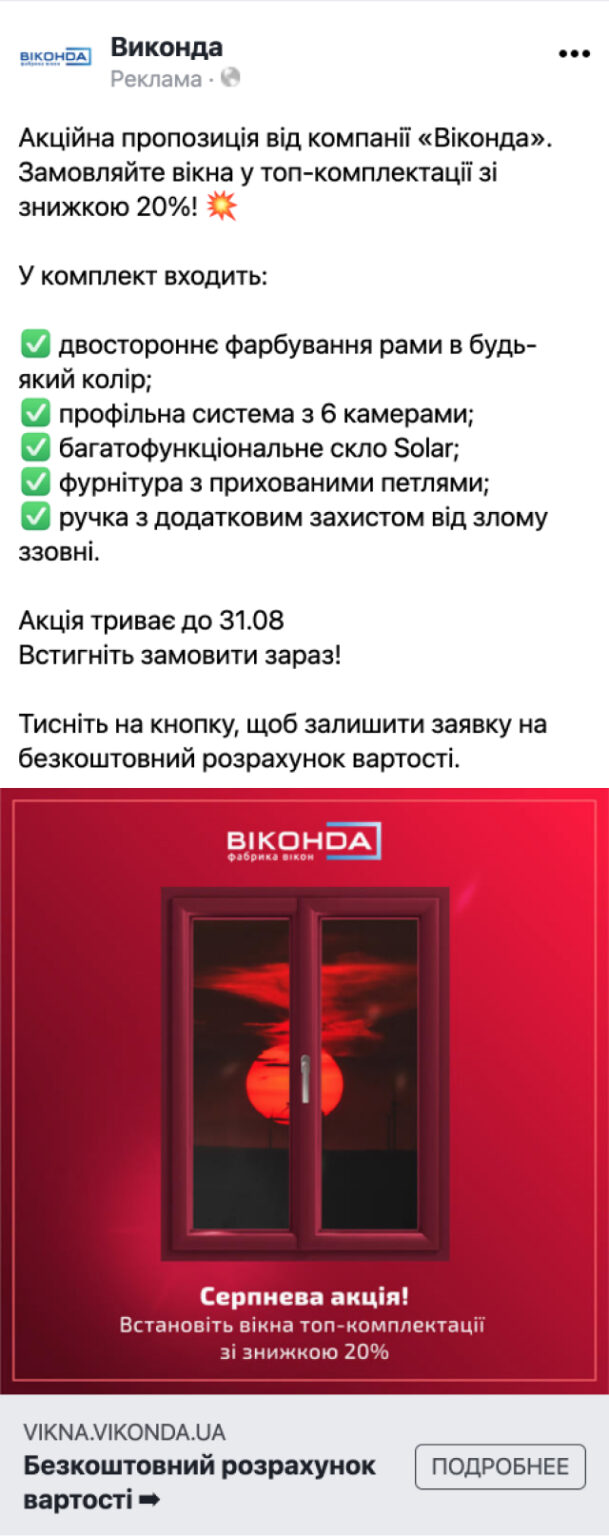 ВІКОНДА
фабрика вікон
Виконда
Реклама ·
Акційна пропозиція від компанії «Віконда».
Замовляйте вікна у топ-комплектації зі
знижкою 20%! 💥
У комплект входить:
✅ двостороннє фарбування рами в будь-
який колір;
✅ профільна система з 6 камерами;
✅ багатофункціональне скло Solar;
✅ фурнітура з прихованими петлями;
✅ ручка з додатковим захистом від злому
ззовні.
Акція триває до 31.08
Встигніть замовити зараз!
Тисніть на кнопку, щоб залишити заявку на
безкоштовний розрахунок вартості.
ВІКОНДА
фабрика вікон
Серпнева акція!
Встановіть вікна топ-комплектації
зі знижкою 20%
VIKNA.VIKONDA.UA
Безкоштовний розрахунок
вартості ➡
ПОДРОБНЕЕ